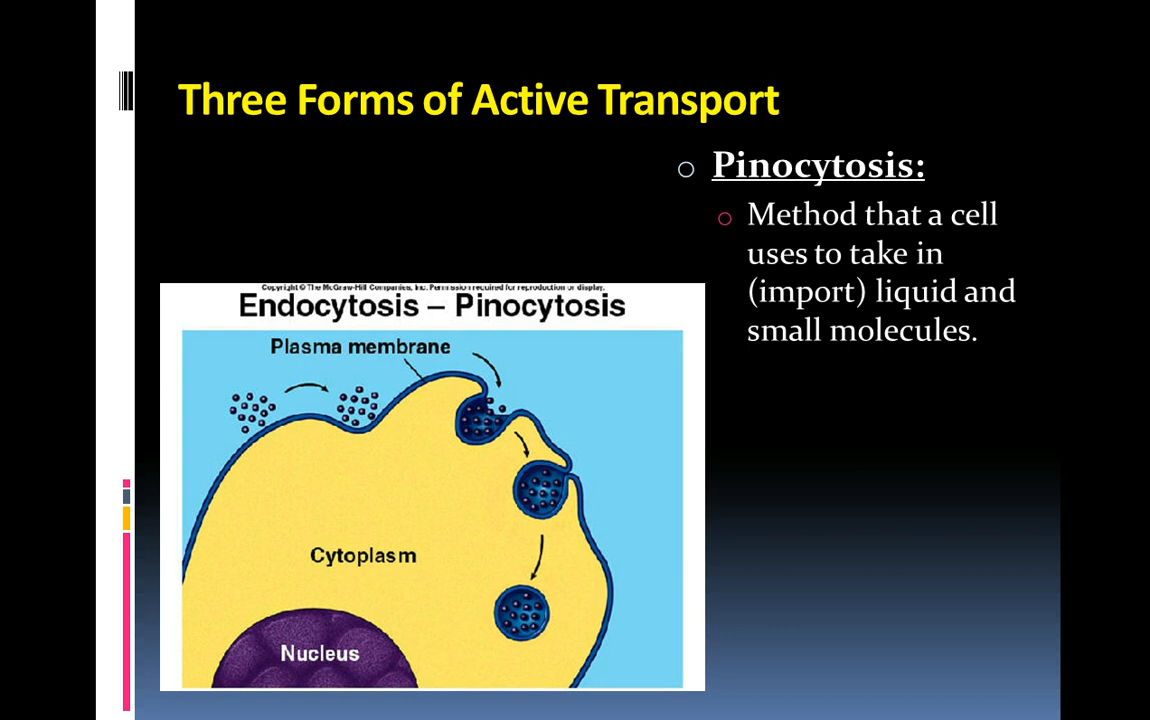 Three Forms of Active Transport
Pinocytosis:
Method that a cell
uses to take in
(import) liquid and
small molecules.
Copyright © The McGraw-Hill Companies, Inc. Permission required for reproduction or display.
Endocytosis – Pinocytosis
Plasma membrane
Cytoplasm
Nucleus